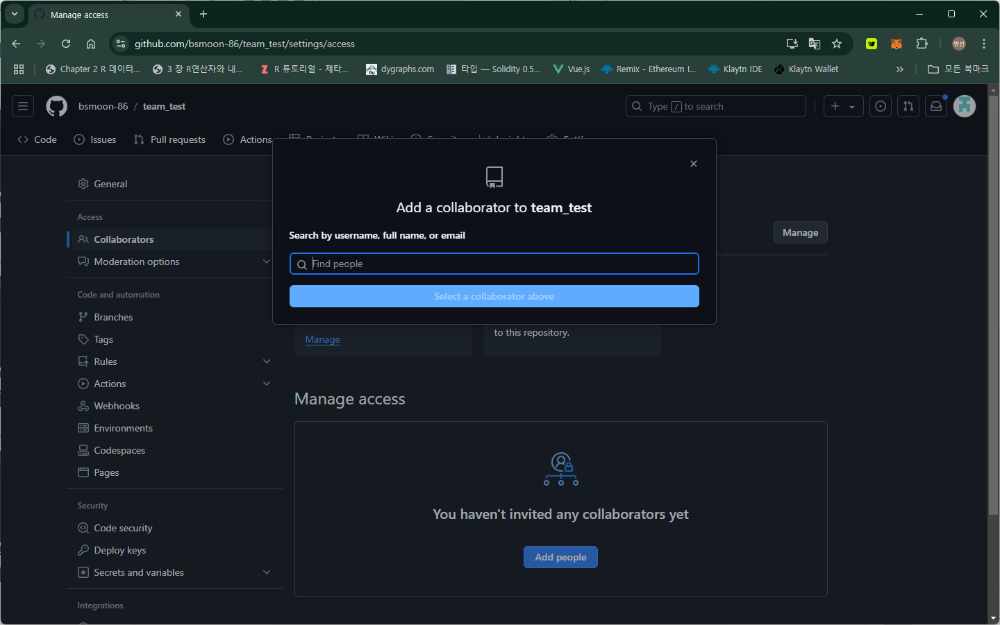 Manage access
github.com/bsmoon-86/team_test/settings/access
병선
Chapter 2 R 데이터...
3 장 R연산자와 내...
R 튜토리얼 - 제타...
dygraphs.com
타입 — Solidity 0.5...
Vue.js
Remix - Ethereum I...
Klaytn IDE
Klaytn Wallet
»
모든 북마크
bsmoon-86 / team_test
Type / to search
Code
Issues
Pull requests
Actions
General
Access
Collaborators
Moderation options
Code and automation
Branches
Tags
Rules
Actions
Webhooks
Environments
Codespaces
Pages
Security
Code security
Deploy keys
Secrets and variables
Integrations
Add a collaborator to team_test
Search by username, full name, or email
Find people
Select a collaborator above
Manage
Manage
to this repository.
Manage access
You haven't invited any collaborators yet
Add people